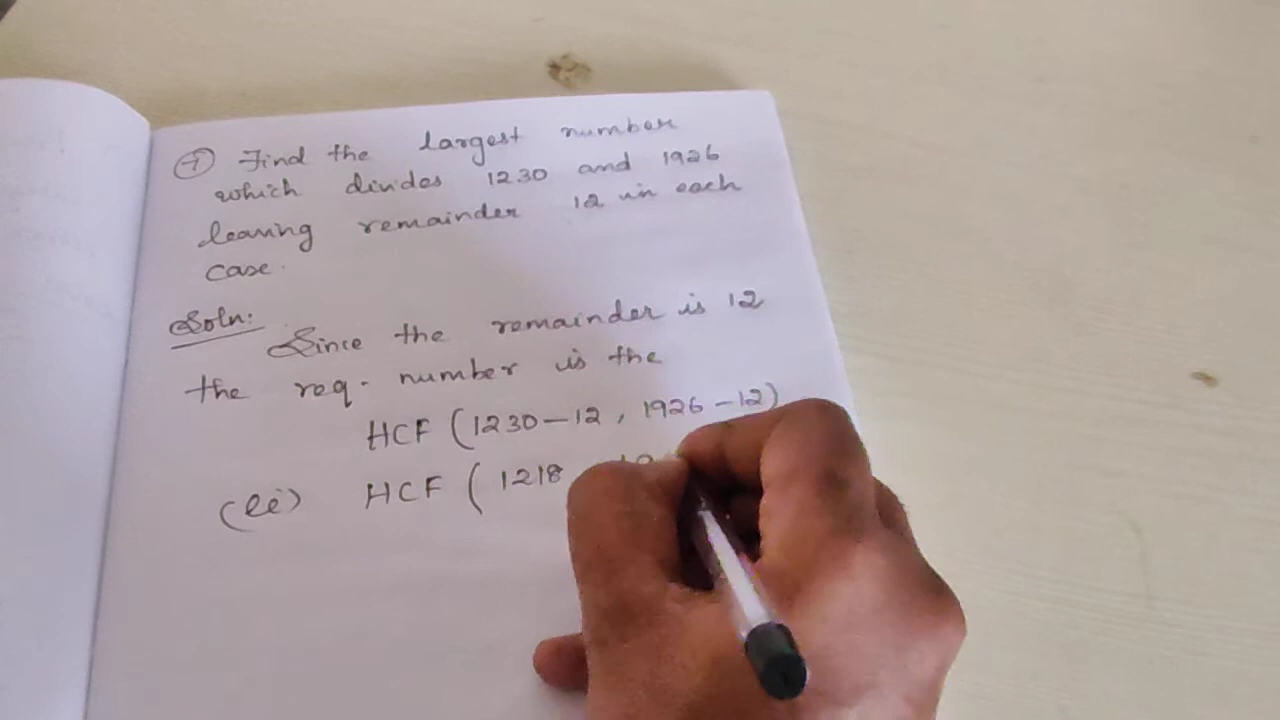 7 Find the largest number
which divides 1230 and 1926
leaving remainder 12 in each
case.
Soln:
Since the remainder is 12
the req. number is the
HCF (1230-12, 1926-12)
(ie) HCF (1218